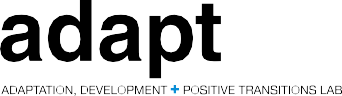 adapt
ADAPTATION, DEVELOPMENT + POSITIVE TRANSITIONS LAB